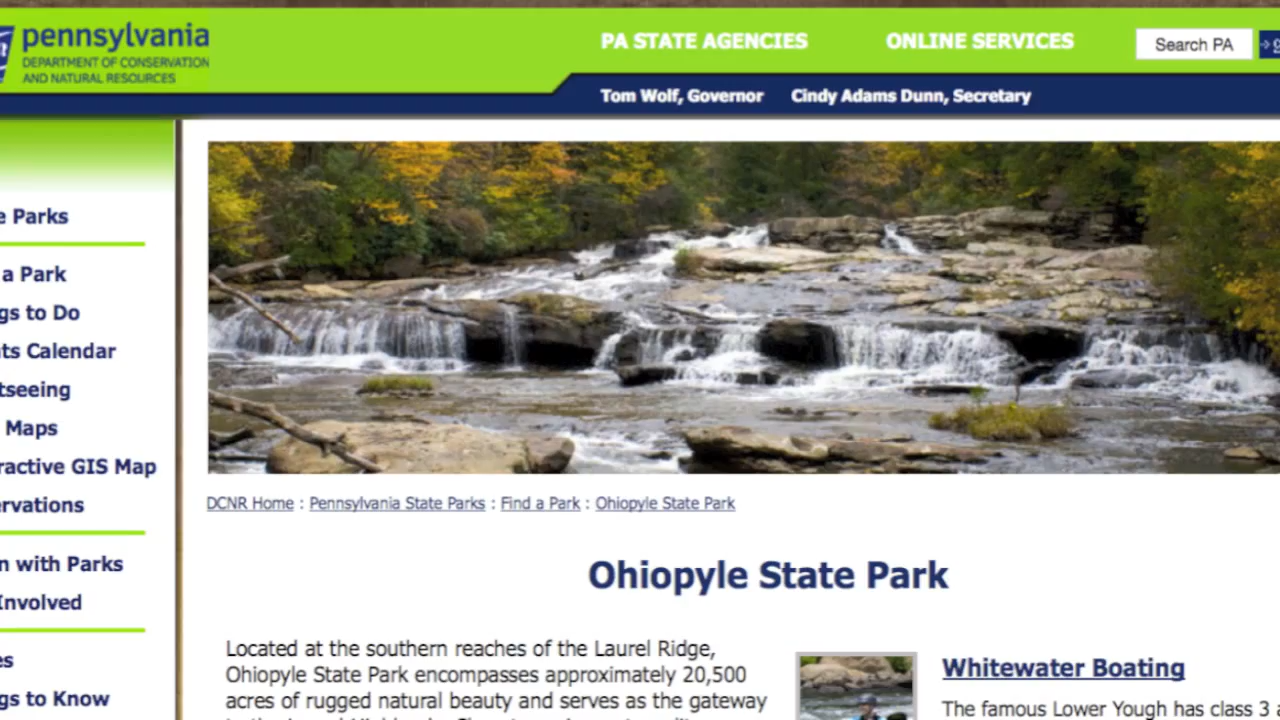 pennsylvania
DEPARTMENT OF CONSERVATION
AND NATURAL RESOURCES
PA STATE AGENCIES
ONLINE SERVICES
Search PA
Tom Wolf, Governor
Cindy Adams Dunn, Secretary
e Parks
a Park
gs to Do
ts Calendar
tseeing
Maps
ractive GIS Map
ervations
n with Parks
Involved
es
gs to Know
DCNR Home : Pennsylvania State Parks : Find a Park : Ohiopyle State Park
Ohiopyle State Park
Located at the southern reaches of the Laurel Ridge,
Ohiopyle State Park encompasses approximately 20,500
acres of rugged natural beauty and serves as the gateway
Whitewater Boating
The famous Lower Yough has class 3 a